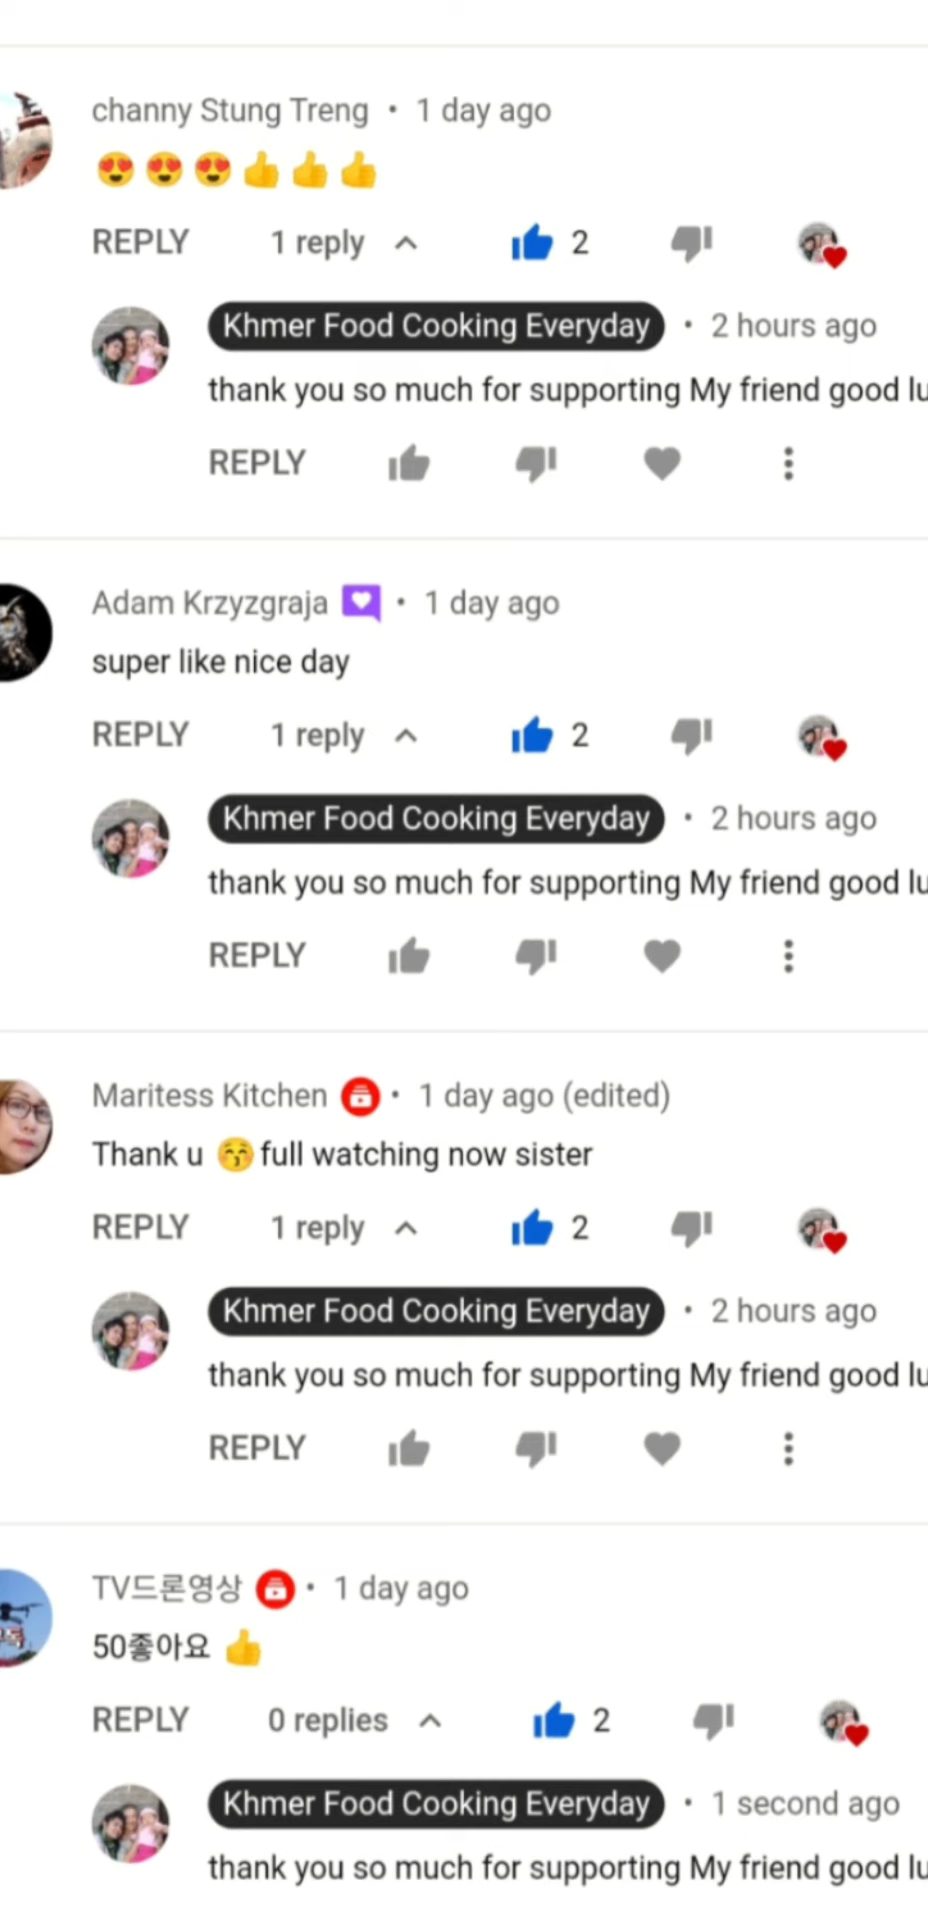 channy Stung Treng • 1 day ago
😍😍😍👍👍👍
REPLY 1 reply 2
Khmer Food Cooking Everyday • 2 hours ago
thank you so much for supporting My friend good lu
REPLY
Adam Krzyzgraja • 1 day ago
super like nice day
REPLY 1 reply 2
Khmer Food Cooking Everyday • 2 hours ago
thank you so much for supporting My friend good lu
REPLY
Maritess Kitchen • 1 day ago (edited)
Thank u 😚 full watching now sister
REPLY 1 reply 2
Khmer Food Cooking Everyday • 2 hours ago
thank you so much for supporting My friend good lu
REPLY
TV드론영상 • 1 day ago
50좋아요 👍
REPLY 0 replies 2
Khmer Food Cooking Everyday • 1 second ago
thank you so much for supporting My friend good lu